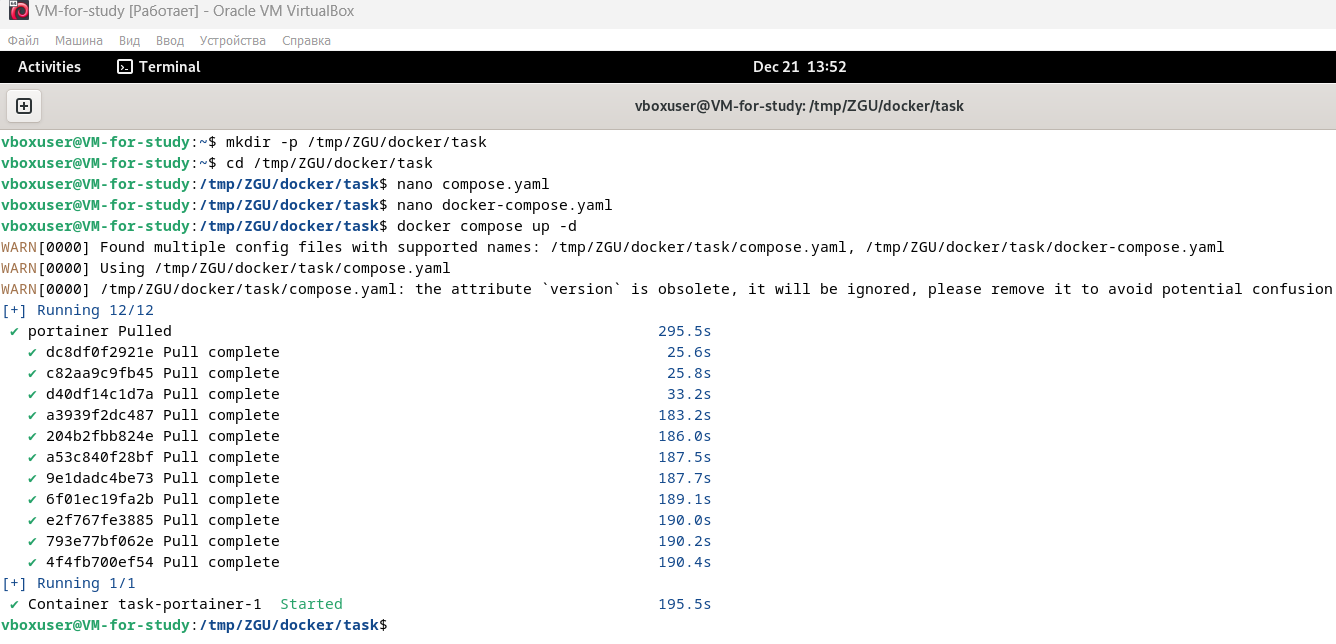 VM-for-study [Работает] - Oracle VM VirtualBox
Файл Машина Вид Ввод Устройства Справка
Activities Terminal Dec 21 13:52
vboxuser@VM-for-study: /tmp/ZGU/docker/task
vboxuser@VM-for-study:~$ mkdir -p /tmp/ZGU/docker/task
vboxuser@VM-for-study:~$ cd /tmp/ZGU/docker/task
vboxuser@VM-for-study:/tmp/ZGU/docker/task$ nano compose.yaml
vboxuser@VM-for-study:/tmp/ZGU/docker/task$ nano docker-compose.yaml
vboxuser@VM-for-study:/tmp/ZGU/docker/task$ docker compose up -d
WARN[0000] Found multiple config files with supported names: /tmp/ZGU/docker/task/compose.yaml, /tmp/ZGU/docker/task/docker-compose.yaml
WARN[0000] Using /tmp/ZGU/docker/task/compose.yaml
WARN[0000] /tmp/ZGU/docker/task/compose.yaml: the attribute `version` is obsolete, it will be ignored, please remove it to avoid potential confusion
[+] Running 12/12
✔ portainer Pulled 295.5s
✔ dc8df0f2921e Pull complete 25.6s
✔ c82aa9c9fb45 Pull complete 25.8s
✔ d40df14c1d7a Pull complete 33.2s
✔ a3939f2dc487 Pull complete 183.2s
✔ 204b2fbb824e Pull complete 186.0s
✔ a53c840f28bf Pull complete 187.5s
✔ 9e1dadc4be73 Pull complete 187.7s
✔ 6f01ec19fa2b Pull complete 189.1s
✔ e2f767fe3885 Pull complete 190.0s
✔ 793e77bf062e Pull complete 190.2s
✔ 4f4fb700ef54 Pull complete 190.4s
[+] Running 1/1
✔ Container task-portainer-1 Started 195.5s
vboxuser@VM-for-study:/tmp/ZGU/docker/task$